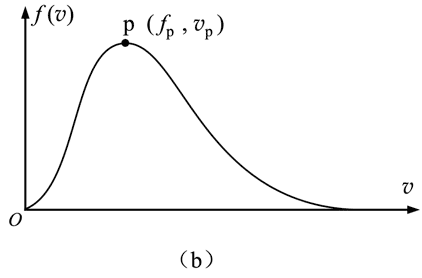 f(v)
p (fₚ , vₚ)
v
O
(b)